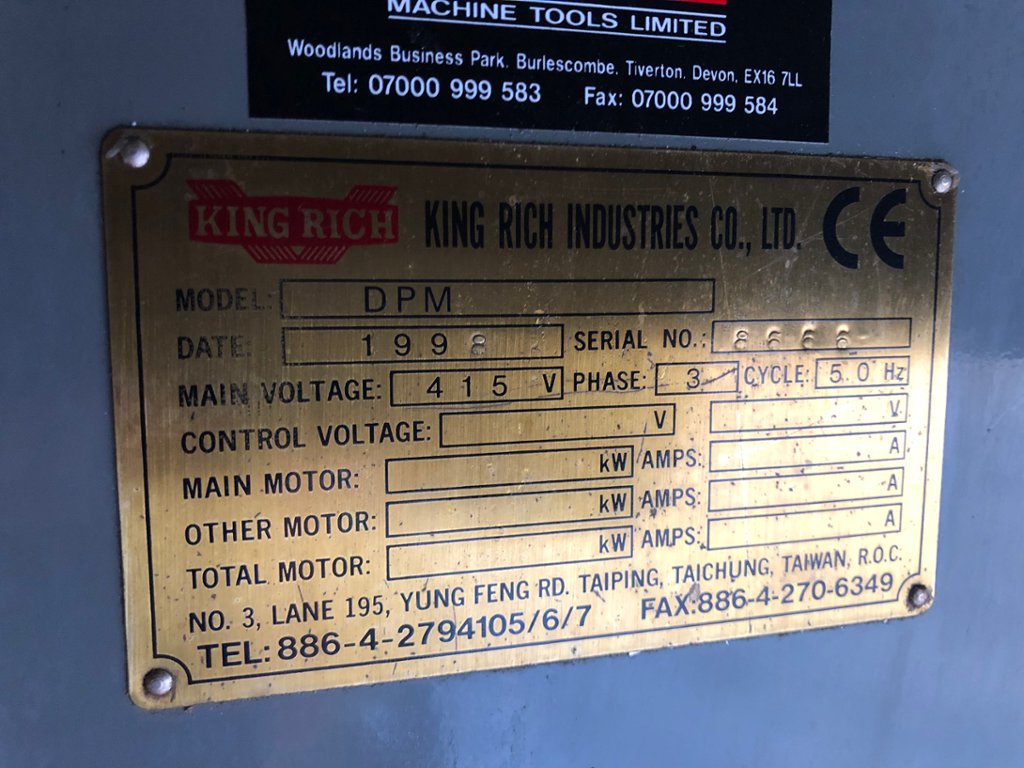 MACHINE TOOLS LIMITED
Woodlands Business Park, Burlescombe, Tiverton, Devon, EX16 7LL
Tel: 07000 999 583 Fax: 07000 999 584
KING RICH KING RICH INDUSTRIES CO., LTD. CE
MODEL: DPM
DATE: 1998 SERIAL NO.: 8666
MAIN VOLTAGE: 415 V PHASE: 3 CYCLE: 50 Hz
CONTROL VOLTAGE: V V
MAIN MOTOR: kW AMPS: A
OTHER MOTOR: kW AMPS: A
TOTAL MOTOR: kW AMPS: A
NO. 3, LANE 195, YUNG FENG RD. TAIPING, TAICHUNG, TAIWAN, R.O.C.
TEL: 886-4-2794105/6/7 FAX:886-4-270-6349